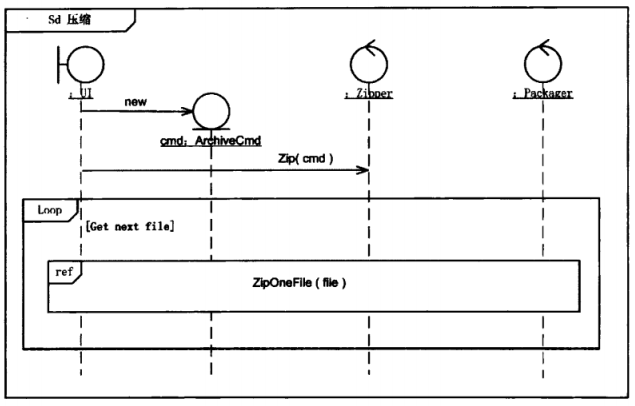 Sd 压缩
: UI
: Zipper
: Packager
new
cmd: ArchiveCmd
Zip( cmd )
Loop
[Get next file]
ref
ZipOneFile ( file )